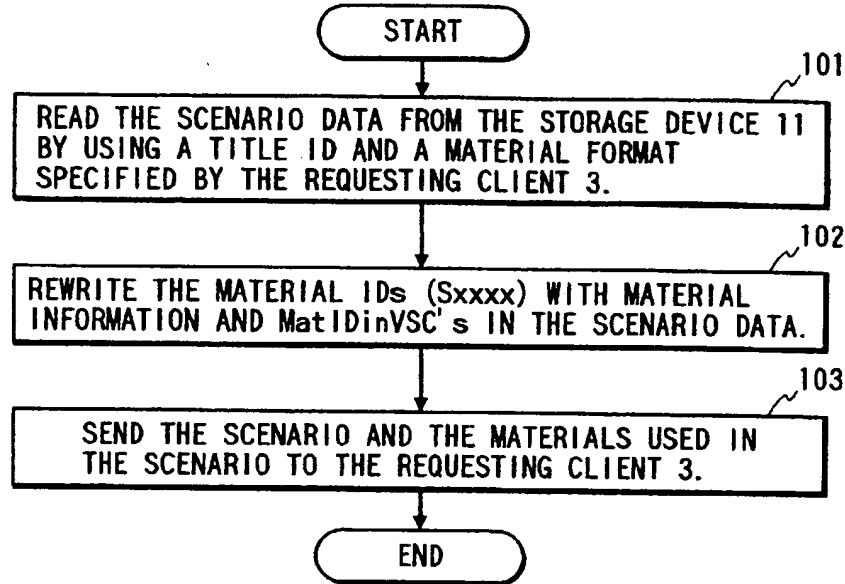 START
101
READ THE SCENARIO DATA FROM THE STORAGE DEVICE 11
BY USING A TITLE ID AND A MATERIAL FORMAT
SPECIFIED BY THE REQUESTING CLIENT 3.
102
REWRITE THE MATERIAL IDs (Sxxxx) WITH MATERIAL
INFORMATION AND MatIDinVSC's IN THE SCENARIO DATA.
103
SEND THE SCENARIO AND THE MATERIALS USED IN
THE SCENARIO TO THE REQUESTING CLIENT 3.
END